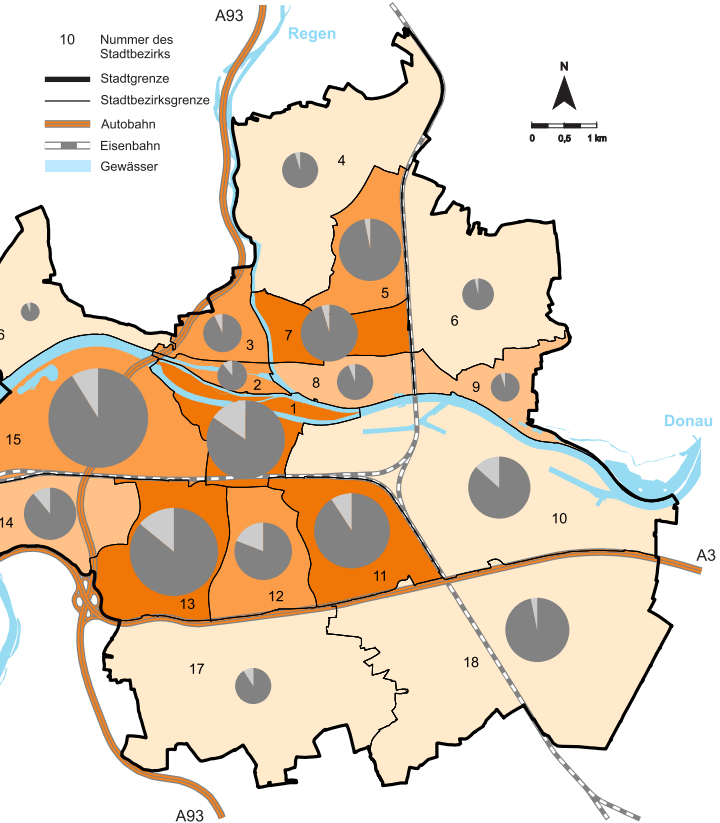 A93
Regen
10 Nummer des
Stadtbezirks
Stadtgrenze
Stadtbezirksgrenze
Autobahn
Eisenbahn
Gewässer
N
0 0,5 1 km
4
5
6
7
3
6
8
2
9
1
Donau
15
14
10
A3
11
12
13
17
18
A93